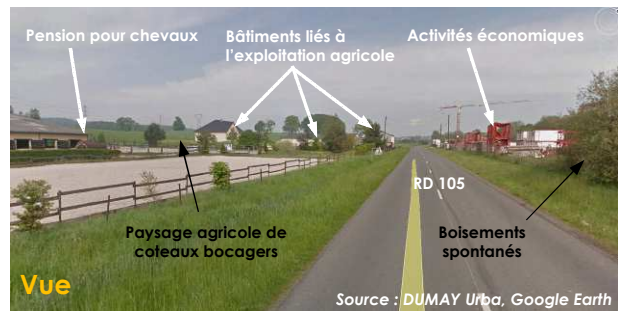 Pension pour chevaux
Bâtiments liés à
l'exploitation agricole
Activités économiques
RD 105
Paysage agricole de
coteaux bocagers
Boisements
spontanés
Vue
Source : DUMAY Urba, Google Earth